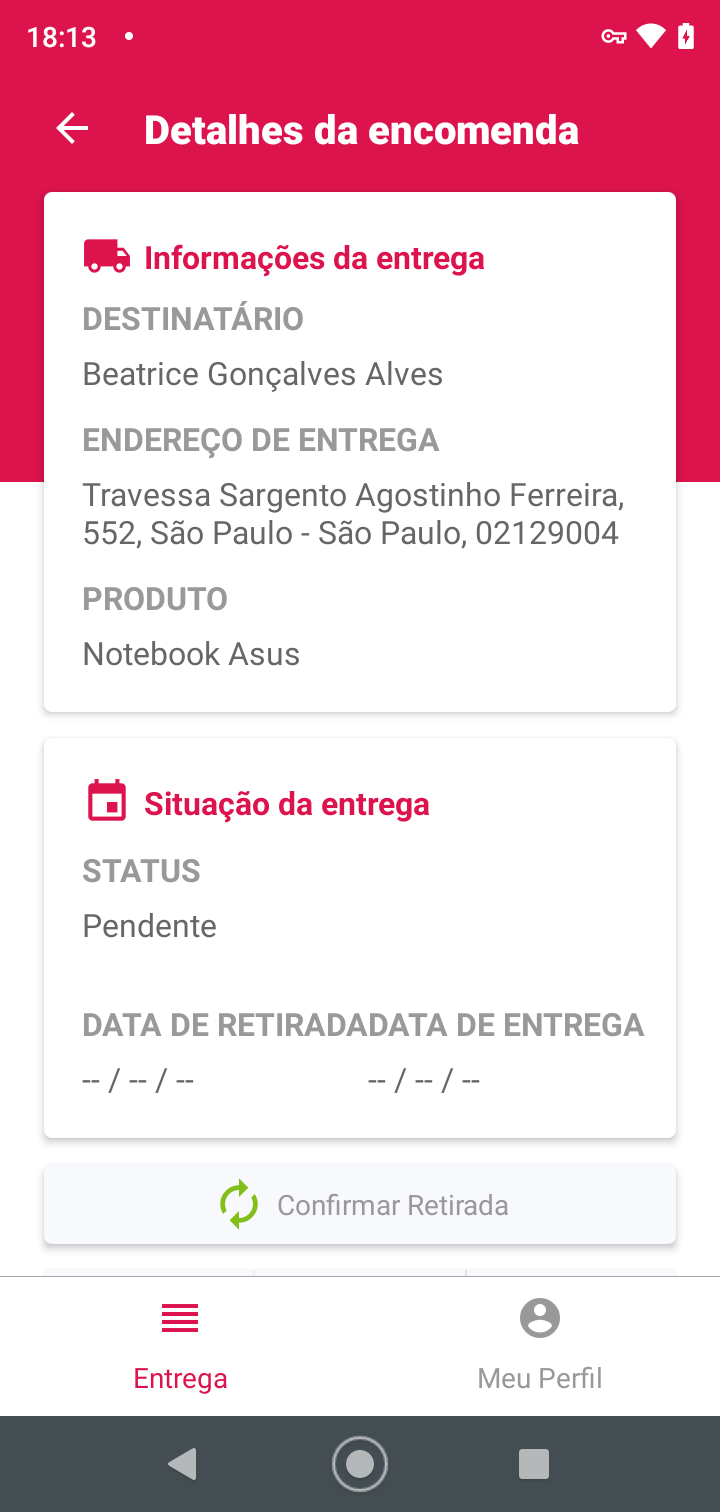 18:13
Detalhes da encomenda
Informações da entrega
DESTINATÁRIO
Beatrice Gonçalves Alves
ENDEREÇO DE ENTREGA
Travessa Sargento Agostinho Ferreira,
552, São Paulo - São Paulo, 02129004
PRODUTO
Notebook Asus
Situação da entrega
STATUS
Pendente
DATA DE RETIRADADATA DE ENTREGA
-- / -- / -- -- / -- / --
Confirmar Retirada
Entrega Meu Perfil